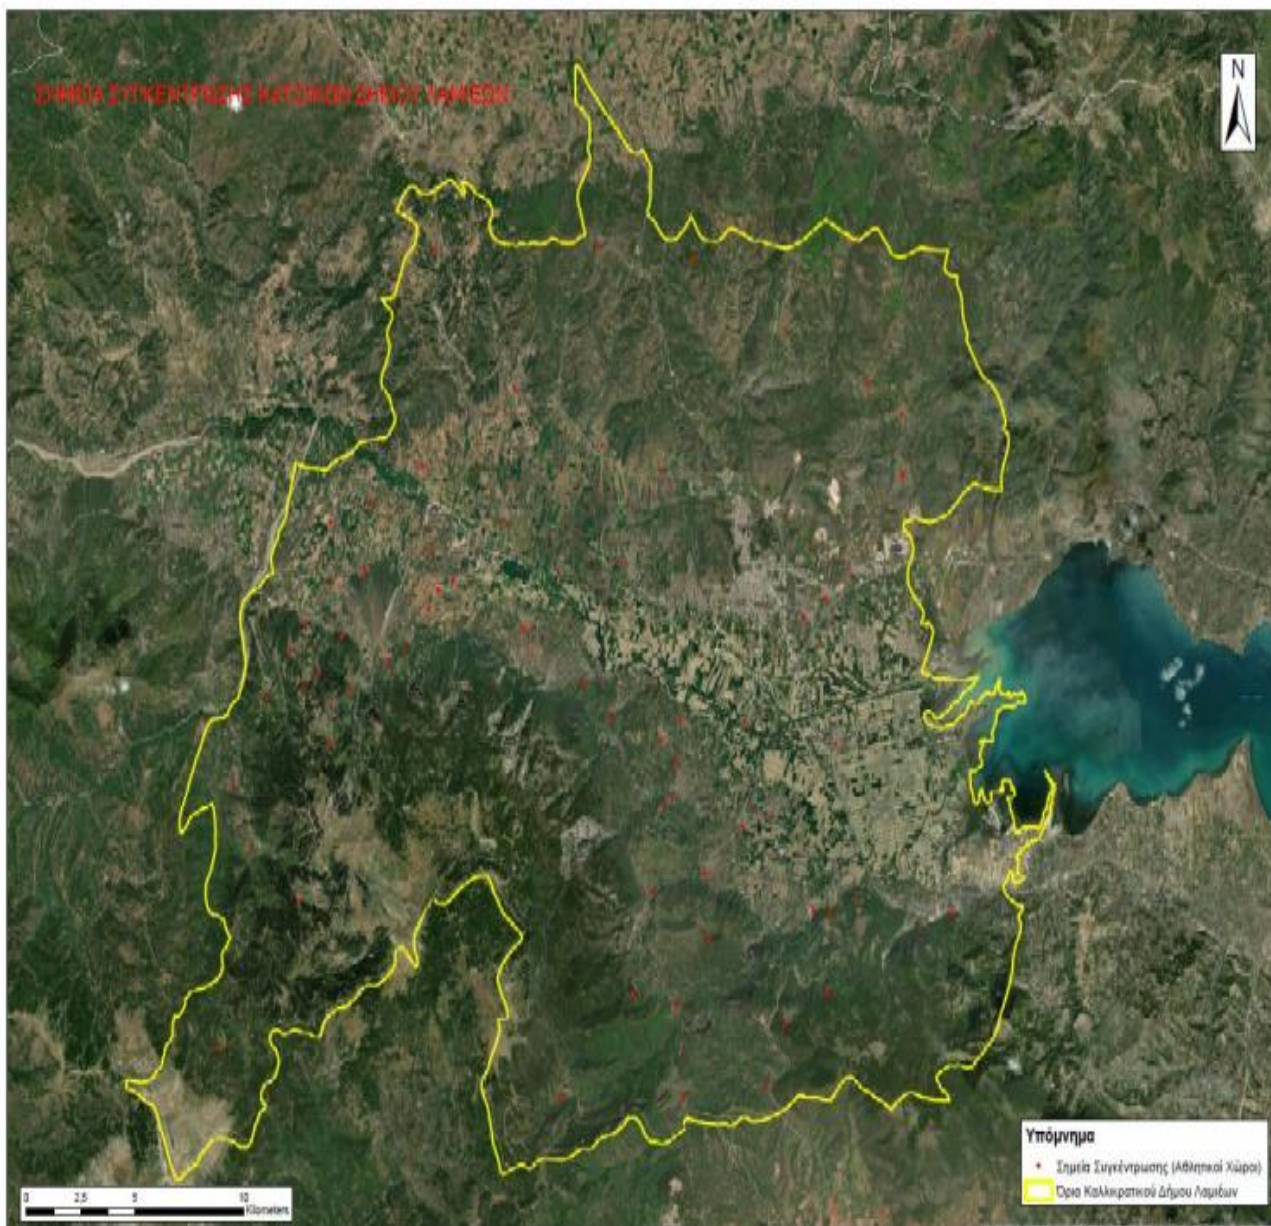 ΣΗΜΕΙΑ ΣΥΓΚΕΝΤΡΩΣΗΣ ΚΑΤΟΙΚΩΝ ΔΗΜΟΥ ΛΑΜΙΕΩΝ
N
Υπόμνημα
Σημεία Συγκέντρωσης (Αθλητικοί Χώροι)
Όριο Καλλικρατικού Δήμου Λαμιέων
0 2,5 5 10
Kilometers